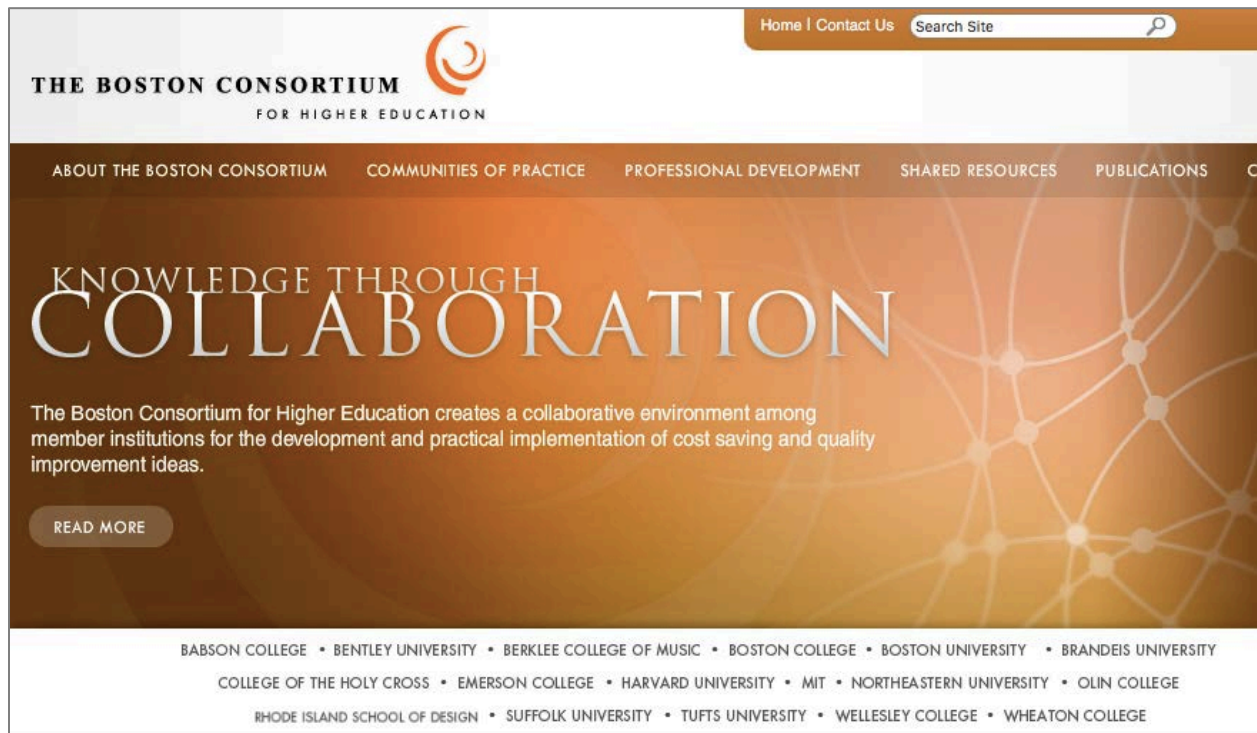 Home | Contact Us
Search Site
THE BOSTON CONSORTIUM
FOR HIGHER EDUCATION
ABOUT THE BOSTON CONSORTIUM COMMUNITIES OF PRACTICE PROFESSIONAL DEVELOPMENT SHARED RESOURCES PUBLICATIONS C
KNOWLEDGE THROUGH
COLLABORATION
The Boston Consortium for Higher Education creates a collaborative environment among
member institutions for the development and practical implementation of cost saving and quality
improvement ideas.
READ MORE
BABSON COLLEGE • BENTLEY UNIVERSITY • BERKLEE COLLEGE OF MUSIC • BOSTON COLLEGE • BOSTON UNIVERSITY • BRANDEIS UNIVERSITY
COLLEGE OF THE HOLY CROSS • EMERSON COLLEGE • HARVARD UNIVERSITY • MIT • NORTHEASTERN UNIVERSITY • OLIN COLLEGE
RHODE ISLAND SCHOOL OF DESIGN • SUFFOLK UNIVERSITY • TUFTS UNIVERSITY • WELLESLEY COLLEGE • WHEATON COLLEGE